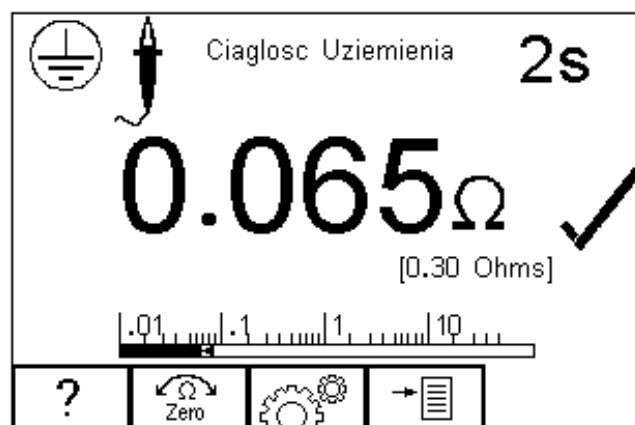 Ciaglosc Uziemienia 2s
0.065Ω
[0.30 Ohms]
.01 .1 1 10
? Ω
Zero